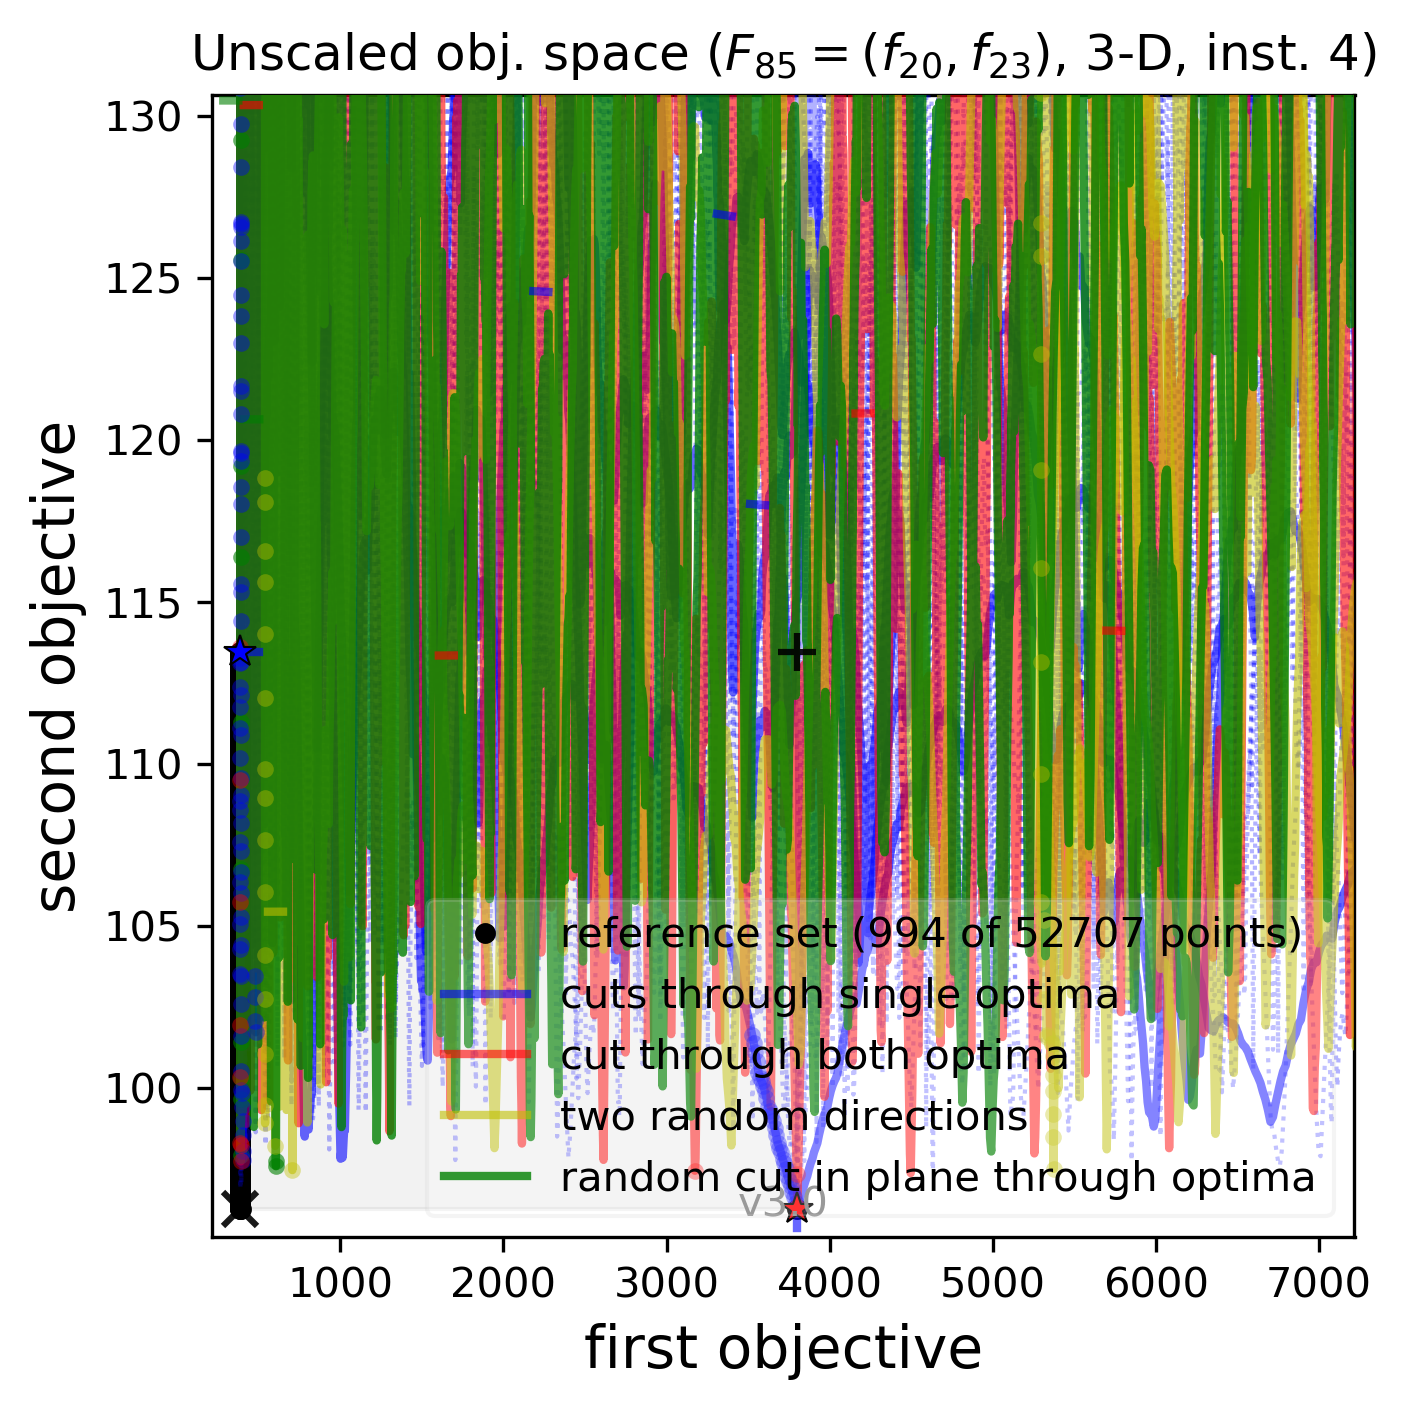 Unscaled obj. space ($F_{85} = (f_{20}, f_{23})$, 3-D, inst. 4)
130
125
120
115
110
105
100
second objective
reference set (994 of 52707 points)
cuts through single optima
cut through both optima
two random directions
random cut in plane through optima
1000
2000
3000
4000
5000
6000
7000
first objective